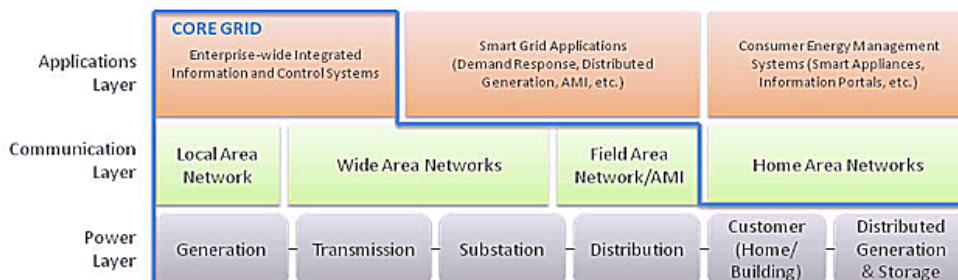 CORE GRID
Enterprise-wide Integrated
Information and Control Systems
Smart Grid Applications
(Demand Response, Distributed
Generation, AMI, etc.)
Consumer Energy Management
Systems (Smart Appliances,
Information Portals, etc.)
Applications
Layer
Communication
Layer
Local Area
Network
Wide Area Networks
Field Area
Network/AMI
Home Area Networks
Power
Layer
Generation
Transmission
Substation
Distribution
Customer
(Home/
Building)
Distributed
Generation
& Storage